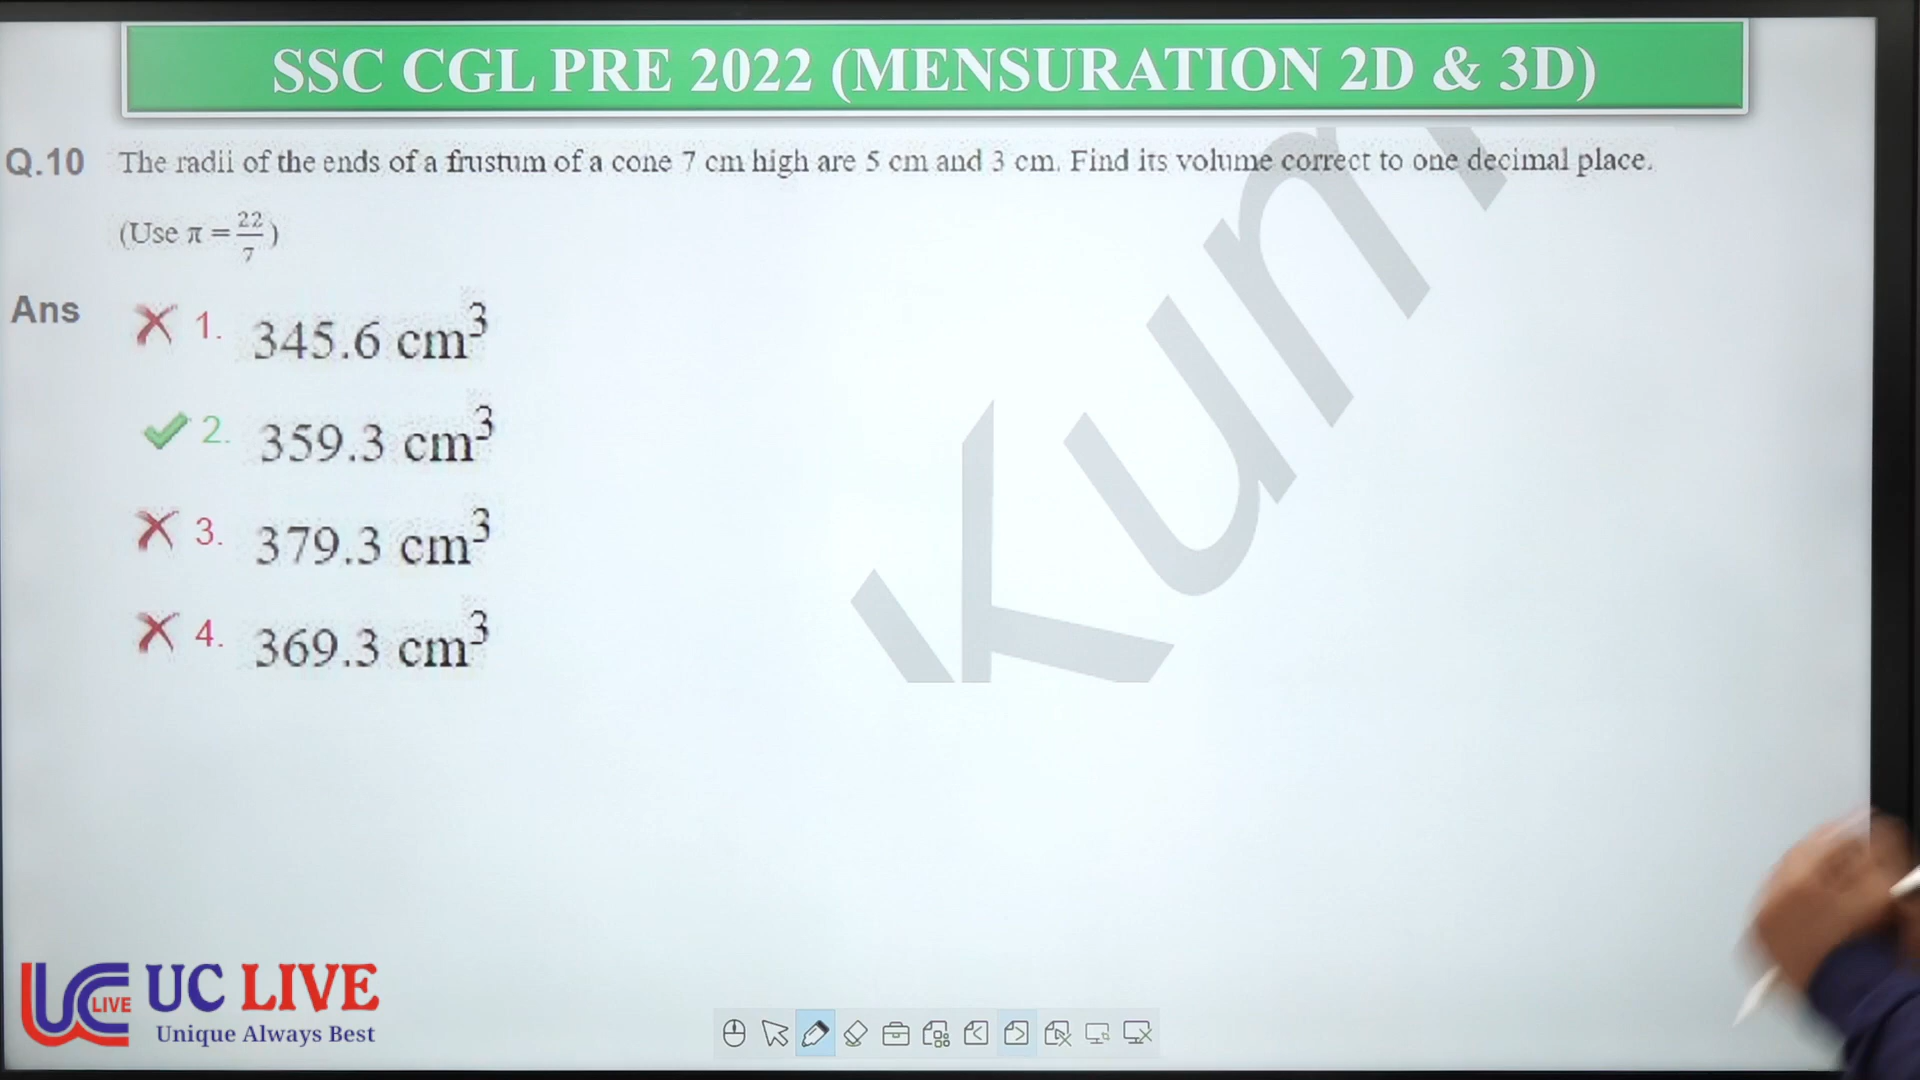 SSC CGL PRE 2022 (MENSURATION 2D & 3D)
Q.10 The radii of the ends of a frustum of a cone 7 cm high are 5 cm and 3 cm. Find its volume correct to one decimal place.
(Use π = 22/7)
Ans 1. 345.6 cm³
2. 359.3 cm³
3. 379.3 cm³
4. 369.3 cm³
Kum
LIVE UC LIVE
Unique Always Best